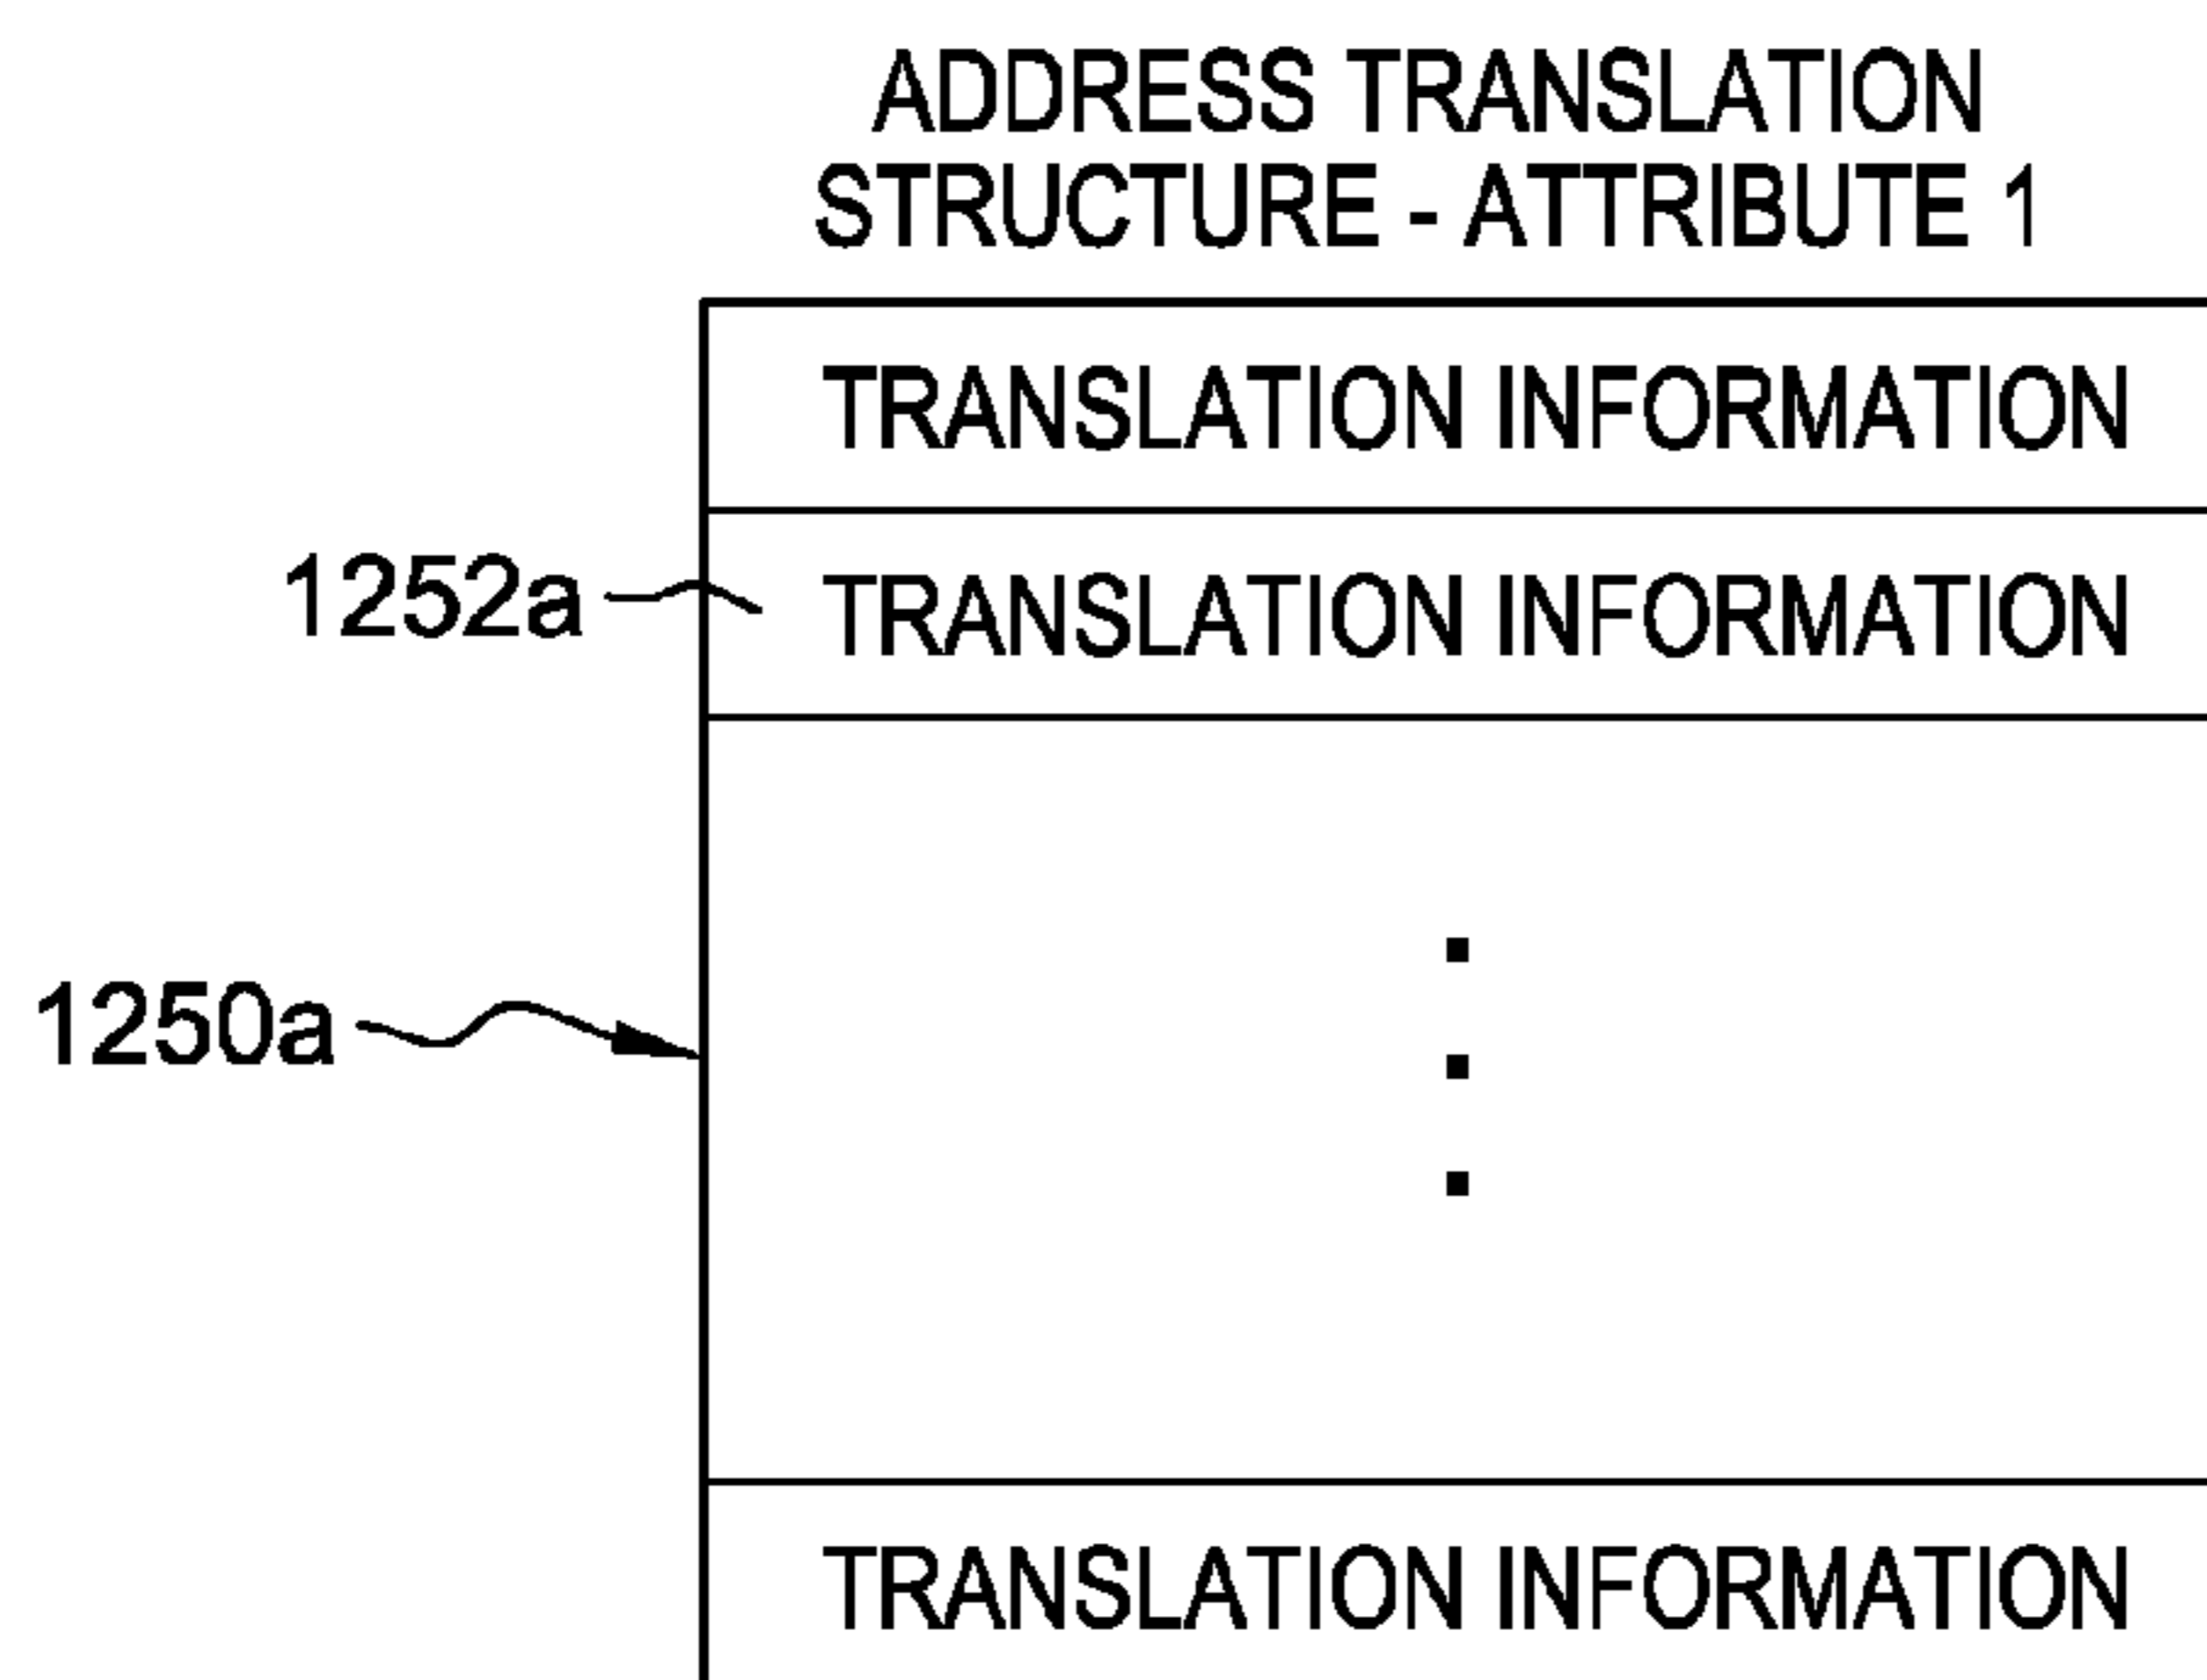 ADDRESS TRANSLATION
STRUCTURE - ATTRIBUTE 1
TRANSLATION INFORMATION
1252a
TRANSLATION INFORMATION
1250a
TRANSLATION INFORMATION